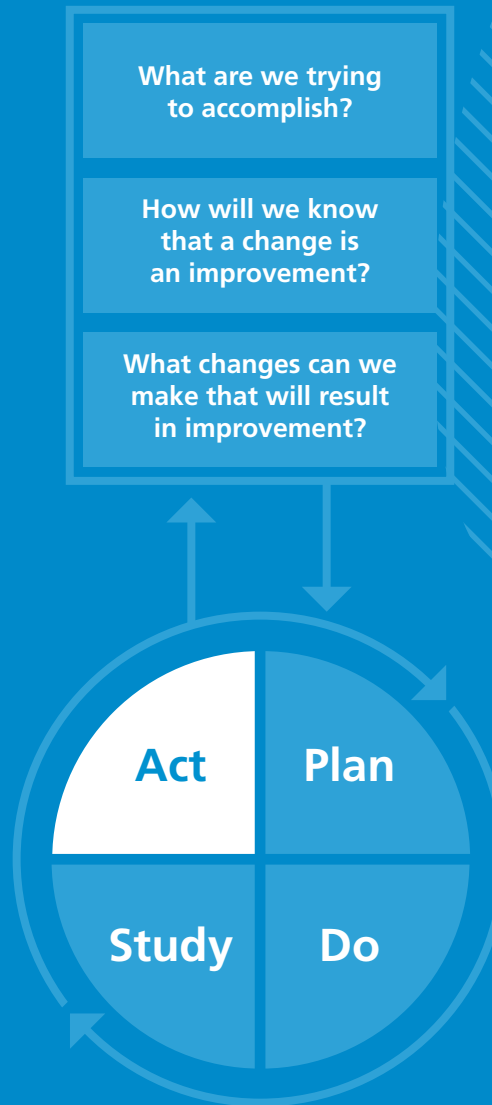 What are we trying
to accomplish?
How will we know
that a change is
an improvement?
What changes can we
make that will result
in improvement?
Act
Plan
Study
Do